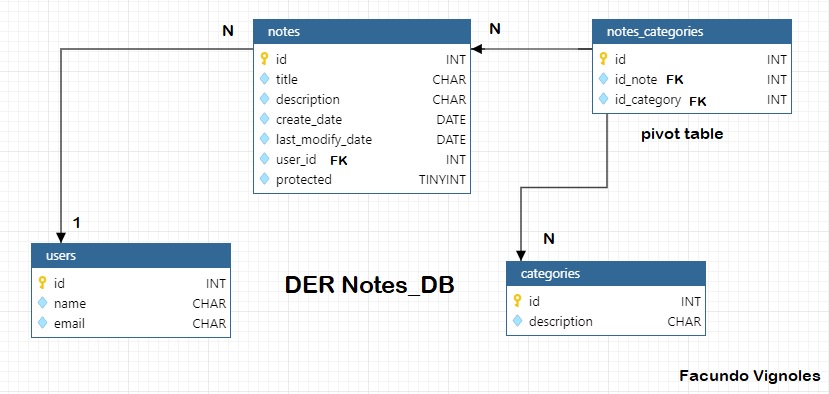 N
notes
id INT
title CHAR
description CHAR
create_date DATE
last_modify_date DATE
user_id FK INT
protected TINYINT
N
notes_categories
id INT
id_note FK INT
id_category FK INT
pivot table
1
users
id INT
name CHAR
email CHAR
DER Notes_DB
N
categories
id INT
description CHAR
Facundo Vignoles